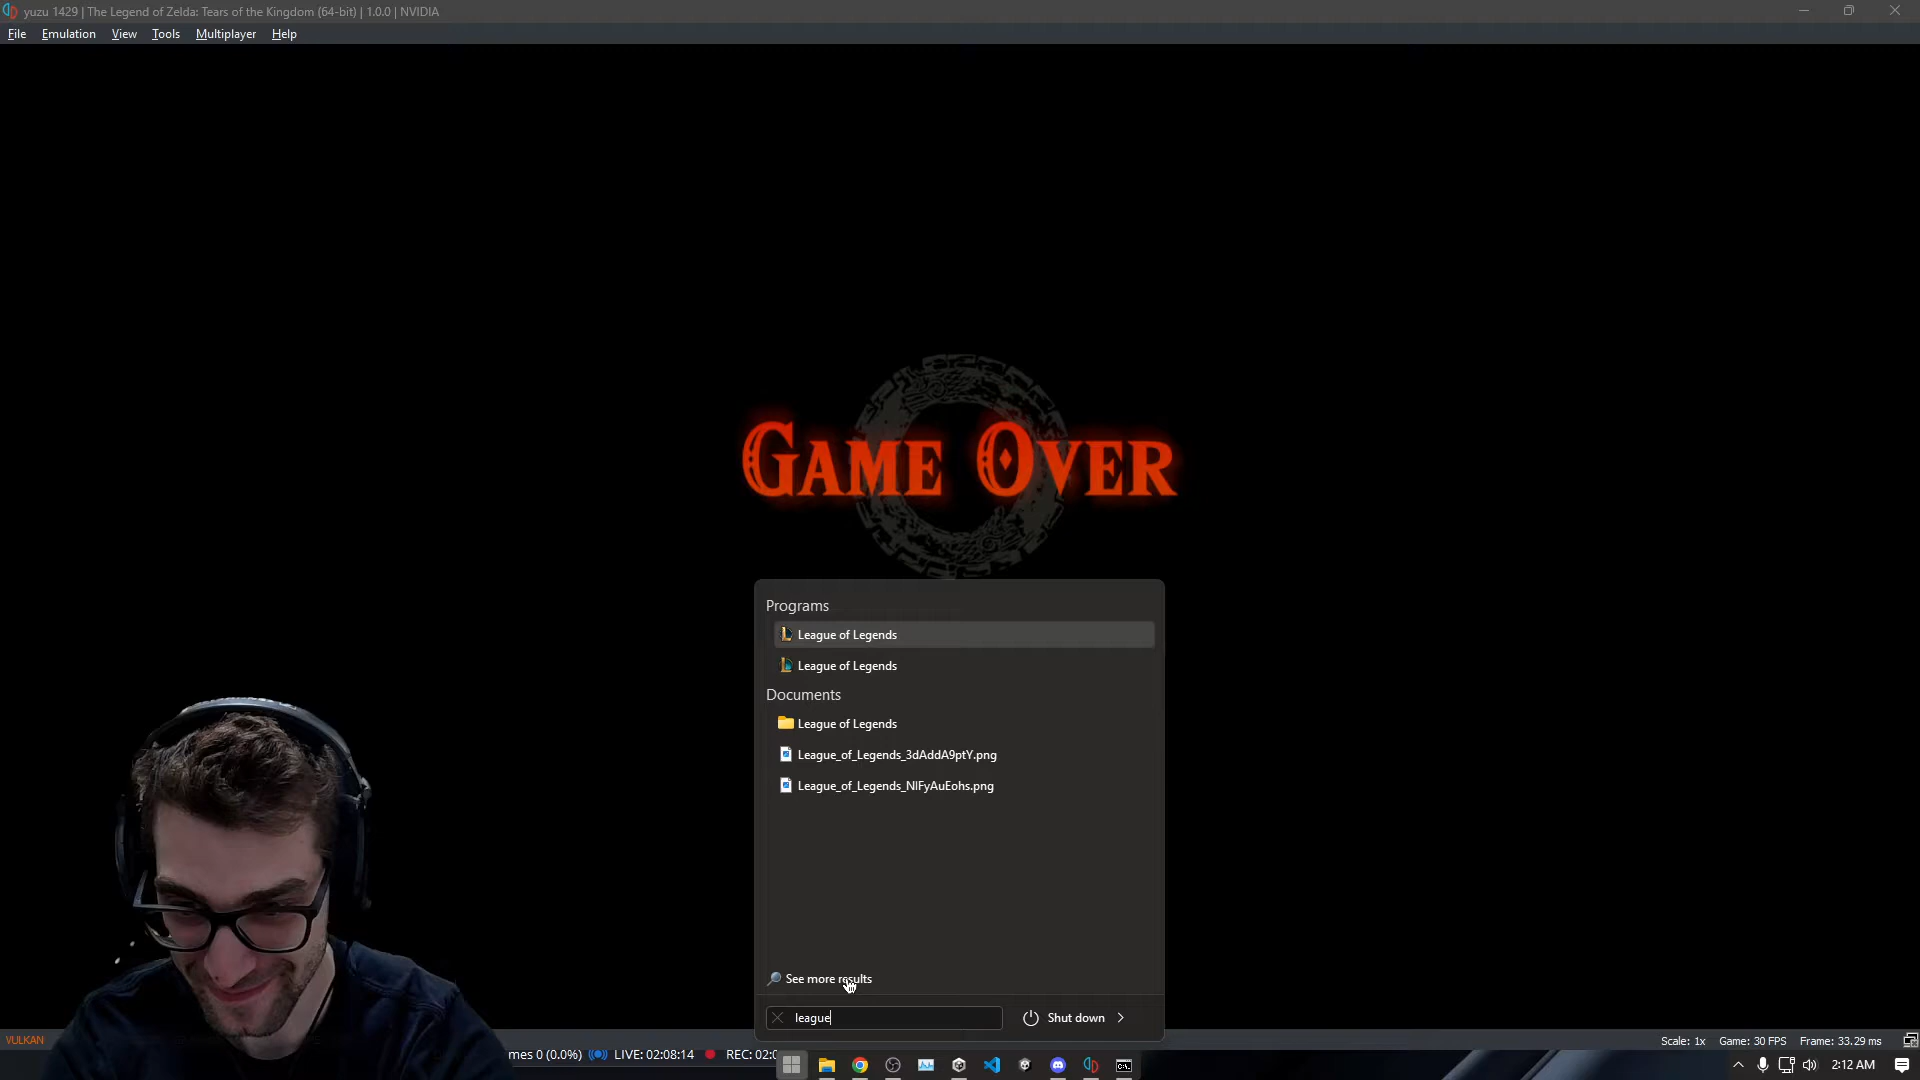 yuzu 1429 | The Legend of Zelda: Tears of the Kingdom (64-bit) | 1.0.0 | NVIDIA
File Emulation View Tools Multiplayer Help
GAME OVER
Programs
League of Legends
League of Legends
Documents
League of Legends
League_of_Legends_3dAddA9ptY.png
League_of_Legends_NlFyAuEohs.png
See more results
league
Shut down
VULKAN
Scale: 1x Game: 30 FPS Frame: 33.29 ms
mes 0 (0.0%) LIVE: 02:08:14 REC: 02:0
2:12 AM